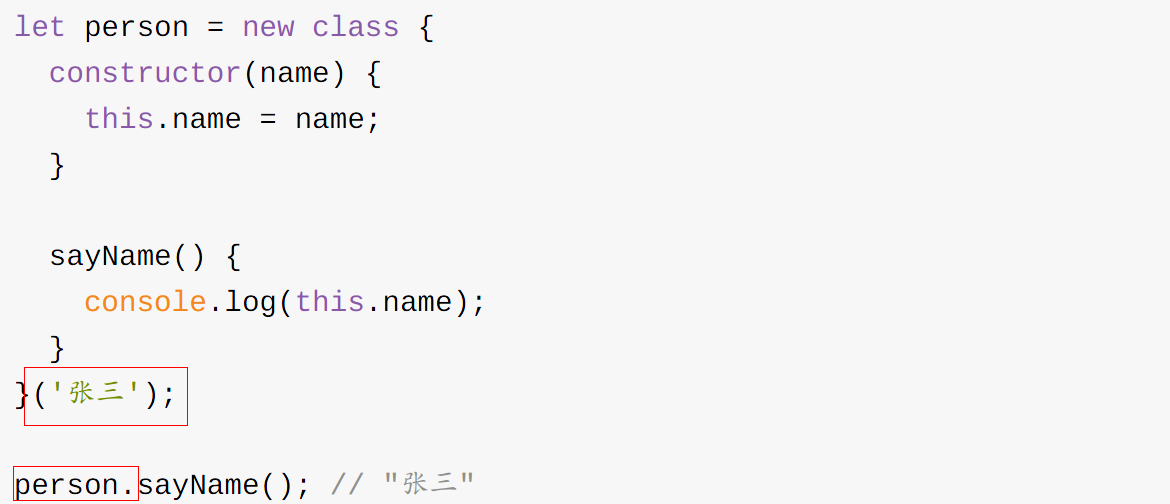 let person = new class {
  constructor(name) {
    this.name = name;
  }
  sayName() {
    console.log(this.name);
  }
}('张三');
person.sayName(); // "张三"